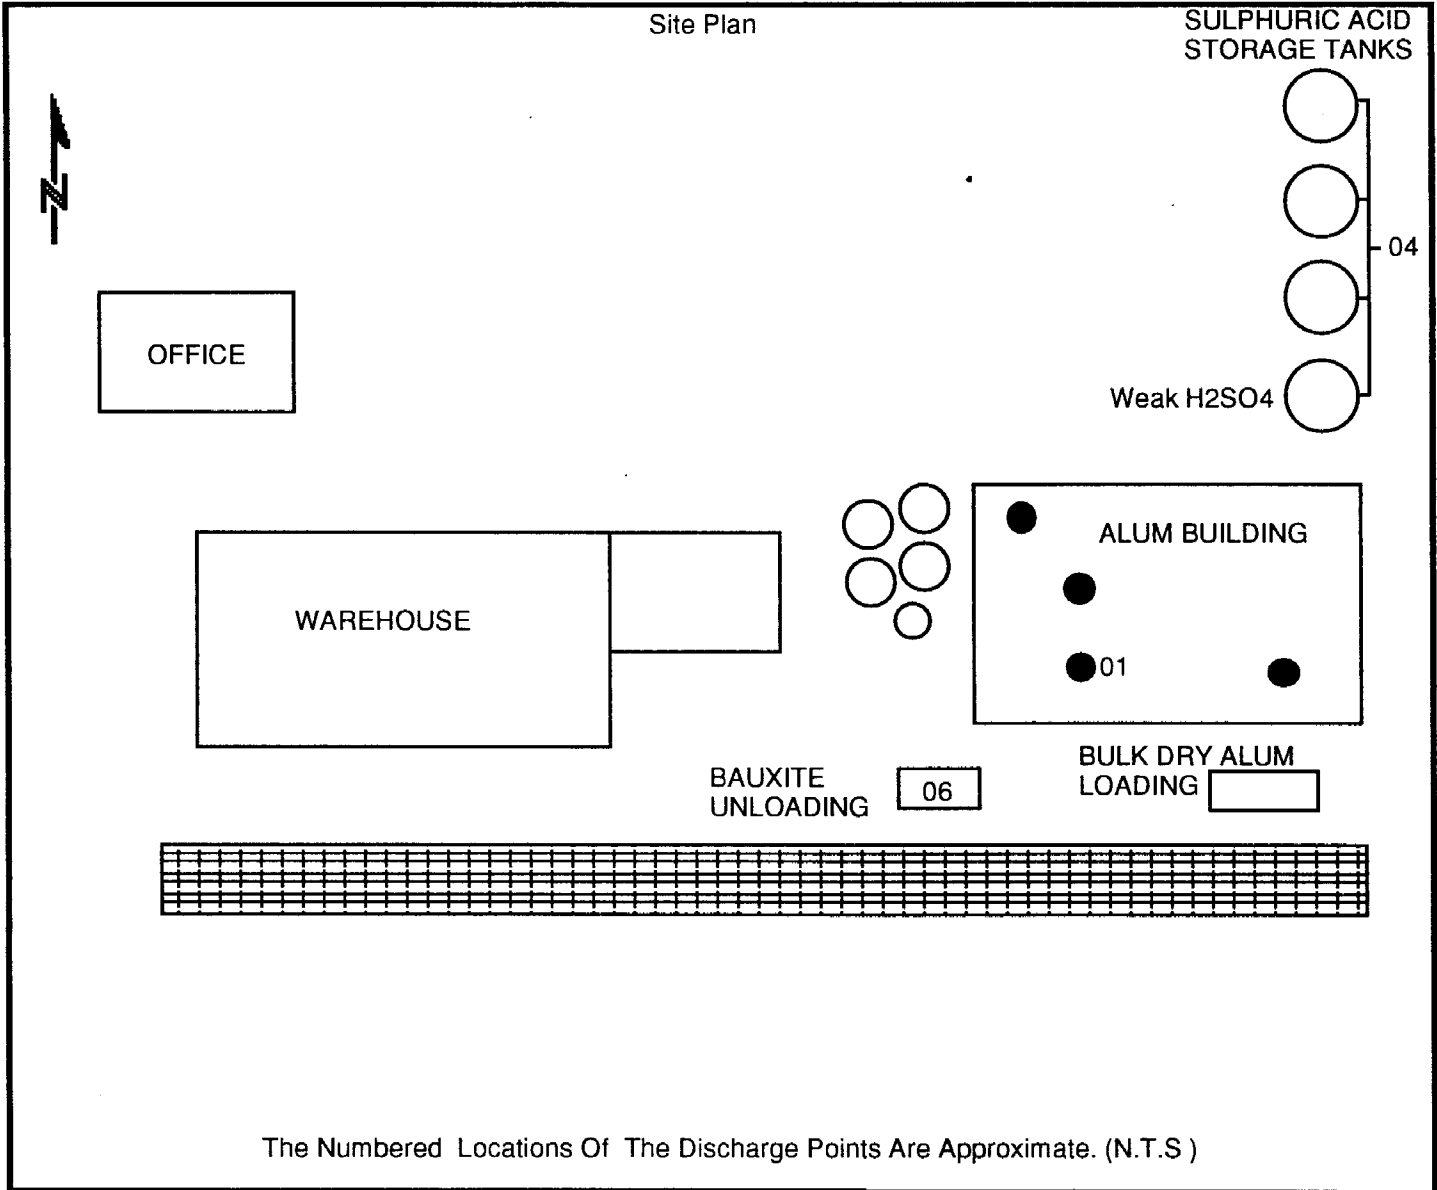 Site Plan
SULPHURIC ACID
STORAGE TANKS
N
04
OFFICE
Weak H2SO4
ALUM BUILDING
WAREHOUSE
01
BAUXITE
UNLOADING
06
BULK DRY ALUM
LOADING
The Numbered Locations Of The Discharge Points Are Approximate. (N.T.S )